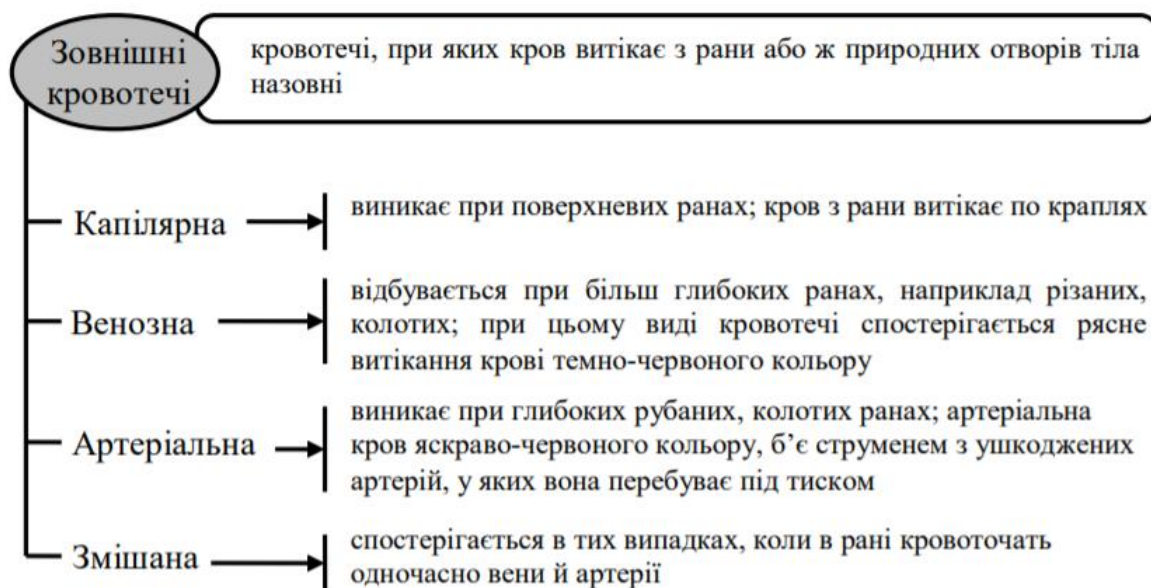 Зовнішні
кровотечі
кровотечі, при яких кров витікає з рани або ж природних отворів тіла
назовні
Капілярна
виникає при поверхневих ранах; кров з рани витікає по краплях
Венозна
відбувається при більш глибоких ранах, наприклад різаних,
колотих; при цьому виді кровотечі спостерігається рясне
витікання крові темно-червоного кольору
Артеріальна
виникає при глибоких рубаних, колотих ранах; артеріальна
кров яскраво-червоного кольору, б’є струменем з ушкоджених
артерій, у яких вона перебуває під тиском
Змішана
спостерігається в тих випадках, коли в рані кровоточать
одночасно вени й артерії